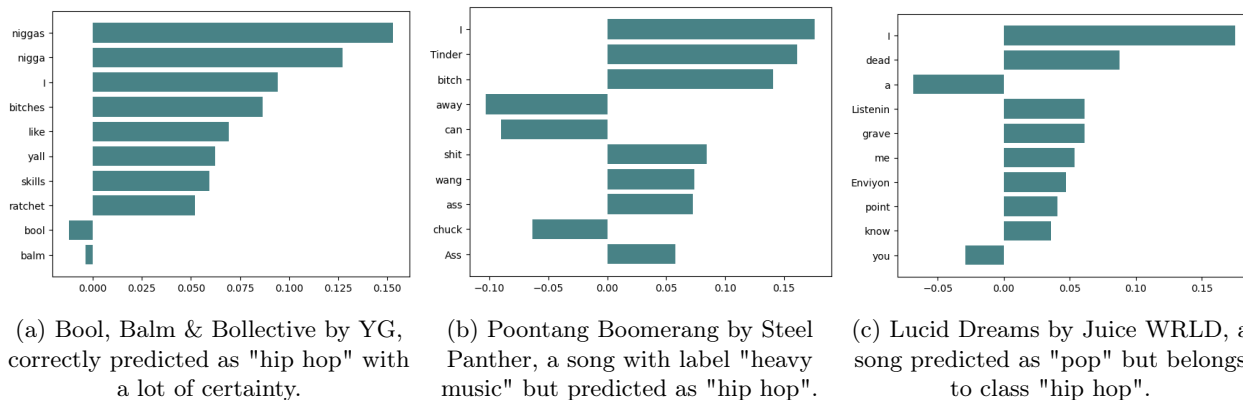 niggas
nigga
I
bitches
like
yall
skills
ratchet
bool
balm
0.000 0.025 0.050 0.075 0.100 0.125 0.150
I
Tinder
bitch
away
can
shit
wang
ass
chuck
Ass
−0.10 −0.05 0.00 0.05 0.10 0.15
I
dead
a
Listenin
grave
me
Enviyon
point
know
you
−0.05 0.00 0.05 0.10 0.15
(a) Bool, Balm & Bollective by YG,
correctly predicted as "hip hop" with
a lot of certainty.
(b) Poontang Boomerang by Steel
Panther, a song with label "heavy
music" but predicted as "hip hop".
(c) Lucid Dreams by Juice WRLD, a
song predicted as "pop" but belongs
to class "hip hop".